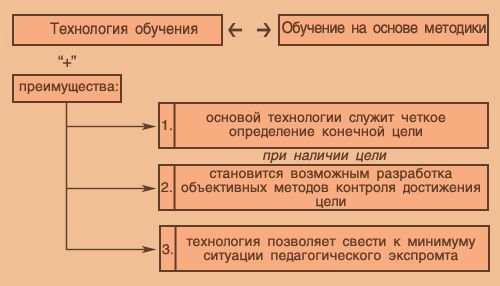 Технология обучения
Обучение на основе методики
“+”
преимущества:
1. основой технологии служит четкое
определение конечной цели
при наличии цели
2. становится возможным разработка
объективных методов контроля достижения
цели
3. технология позволяет свести к минимуму
ситуации педагогического экспромта